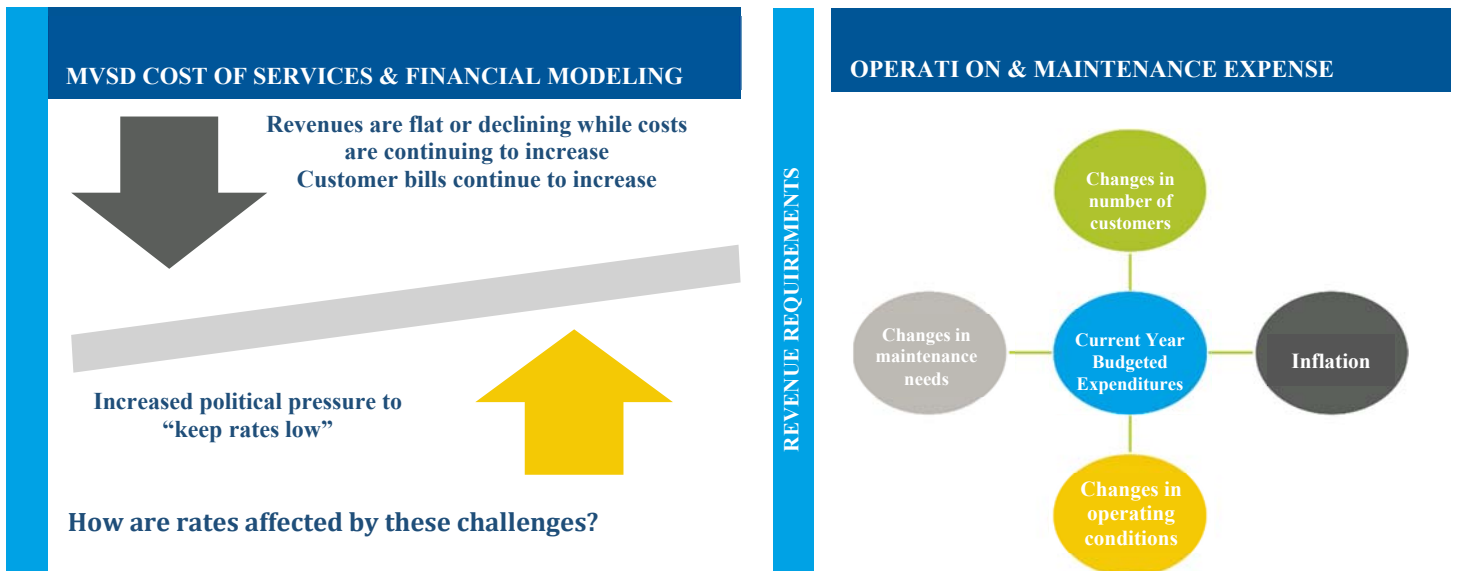 MVSD COST OF SERVICES & FINANCIAL MODELING
Revenues are flat or declining while costs
are continuing to increase
Customer bills continue to increase
Increased political pressure to
“keep rates low”
How are rates affected by these challenges?
REVENUE REQUIREMENTS
OPERATI ON & MAINTENANCE EXPENSE
Changes in
number of
customers
Changes in
maintenance
needs
Current Year
Budgeted
Expenditures
Inflation
Changes in
operating
conditions